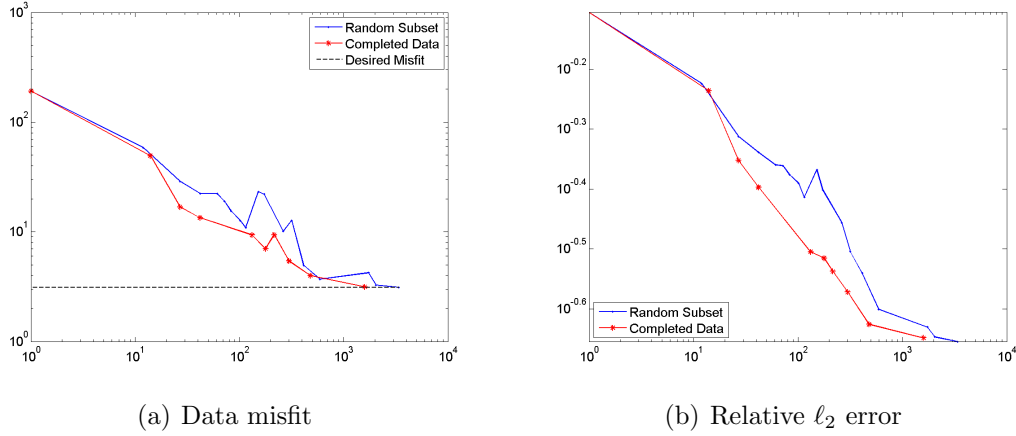 10^3
10^2
10^1
10^0
10^0 10^1 10^2 10^3 10^4
Random Subset
Completed Data
Desired Misfit
(a) Data misfit
10^-0.2
10^-0.3
10^-0.4
10^-0.5
10^-0.6
10^0 10^1 10^2 10^3 10^4
Random Subset
Completed Data
(b) Relative ℓ2 error